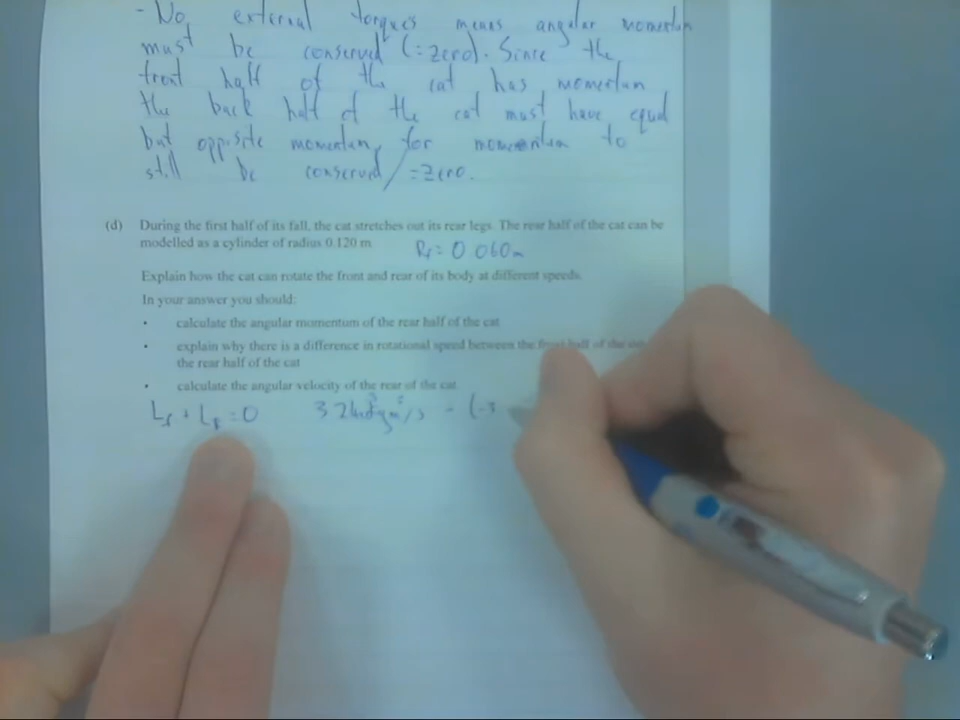 - No external torques means angular momentum
must be conserved (=zero). Since the
front half of the cat has momentum
the back half of the cat must have equal
but opposite momentum, for momentum to
still be conserved/=zero.
(d) During the first half of its fall, the cat stretches out its rear legs. The rear half of the cat can be
modelled as a cylinder of radius 0.120 m
Rf = 0.060m
Explain how the cat can rotate the front and rear of its body at different speeds.
In your answer you should:
• calculate the angular momentum of the rear half of the cat
• explain why there is a difference in rotational speed between the front half of the
the rear half of the cat
• calculate the angular velocity of the rear of the cat
Lf + Lr = 0 - (-3